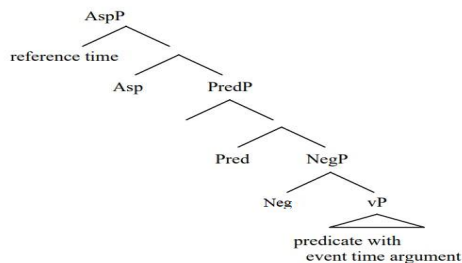 AspP
reference time
Asp PredP
Pred NegP
Neg vP
predicate with
event time argument